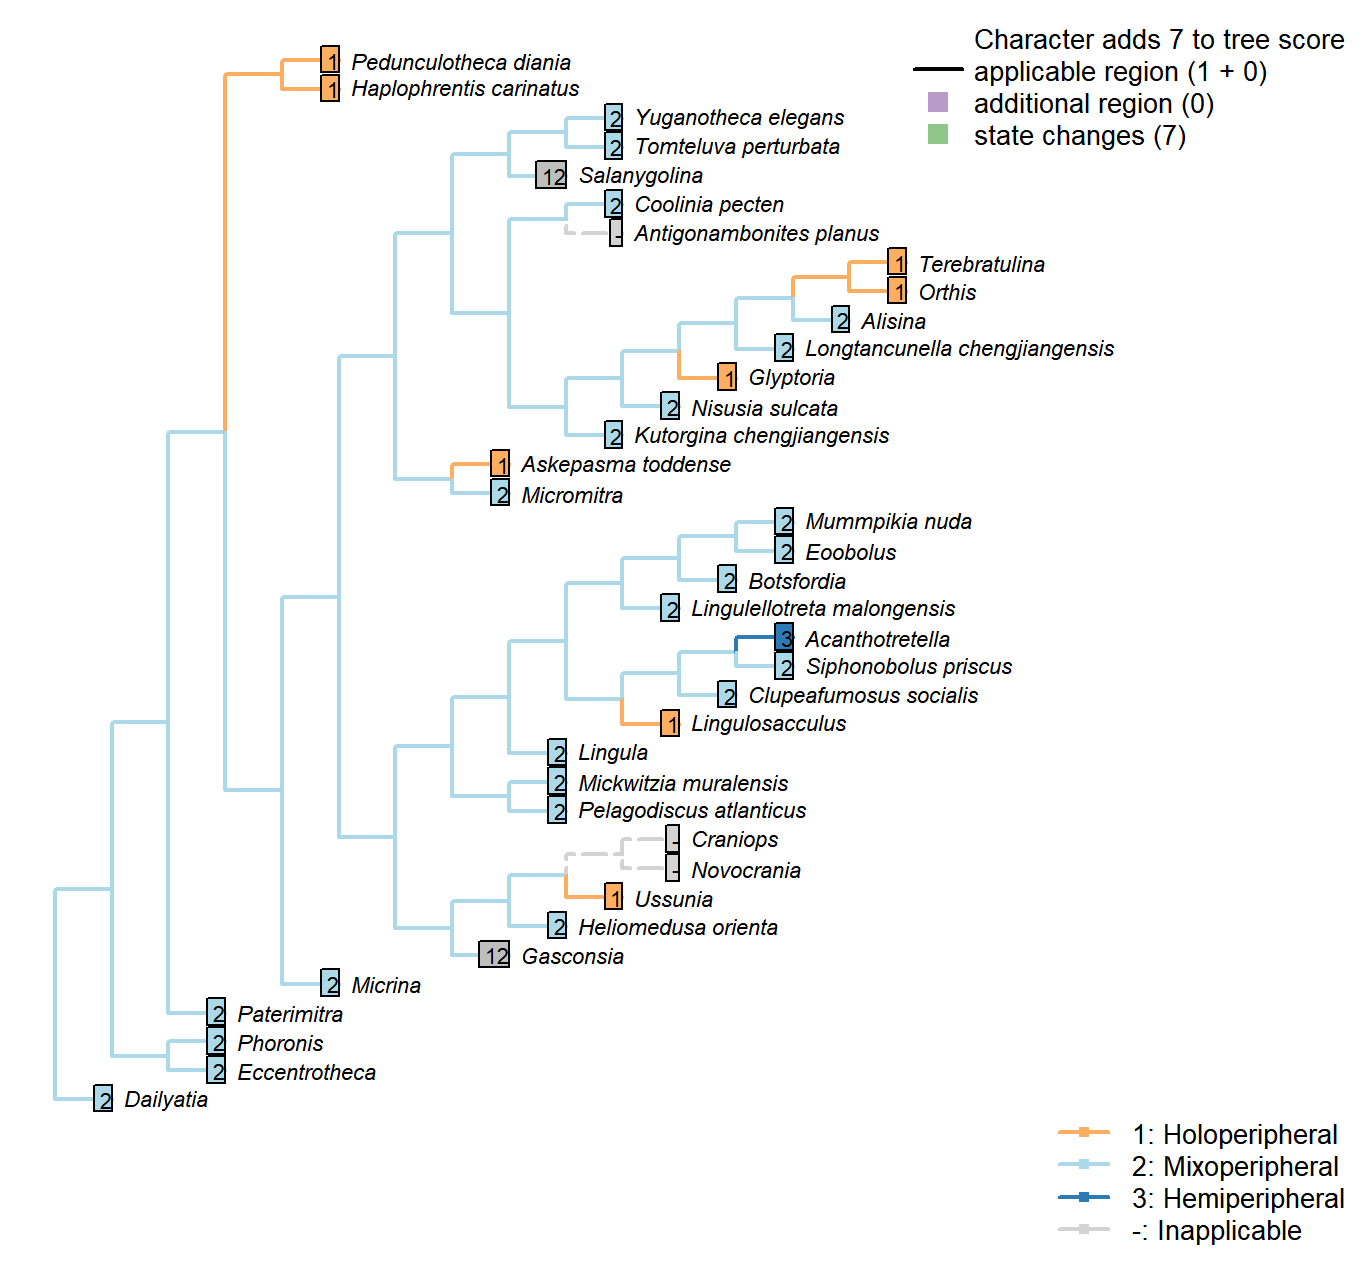 Character adds 7 to tree score
applicable region (1 + 0)
additional region (0)
state changes (7)
1 Pedunculotheca diania
1 Haplophrentis carinatus
2 Yuganotheca elegans
2 Tomteluva perturbata
12 Salanygolina
2 Coolinia pecten
- Antigonambonites planus
1 Terebratulina
1 Orthis
2 Alisina
2 Longtancunella chengjiangensis
1 Glyptoria
2 Nisusia sulcata
2 Kutorgina chengjiangensis
1 Askepasma toddense
2 Micromitra
2 Mummpikia nuda
2 Eoobolus
2 Botsfordia
2 Lingulellotreta malongensis
3 Acanthotretella
2 Siphonobolus priscus
2 Clupeafumosus socialis
1 Lingulosacculus
2 Lingula
2 Mickwitzia muralensis
2 Pelagodiscus atlanticus
- Craniops
- Novocrania
1 Ussunia
2 Heliomedusa orienta
12 Gasconsia
2 Micrina
2 Paterimitra
2 Phoronis
2 Eccentrotheca
2 Dailyatia
1: Holoperipheral
2: Mixoperipheral
3: Hemiperipheral
-: Inapplicable